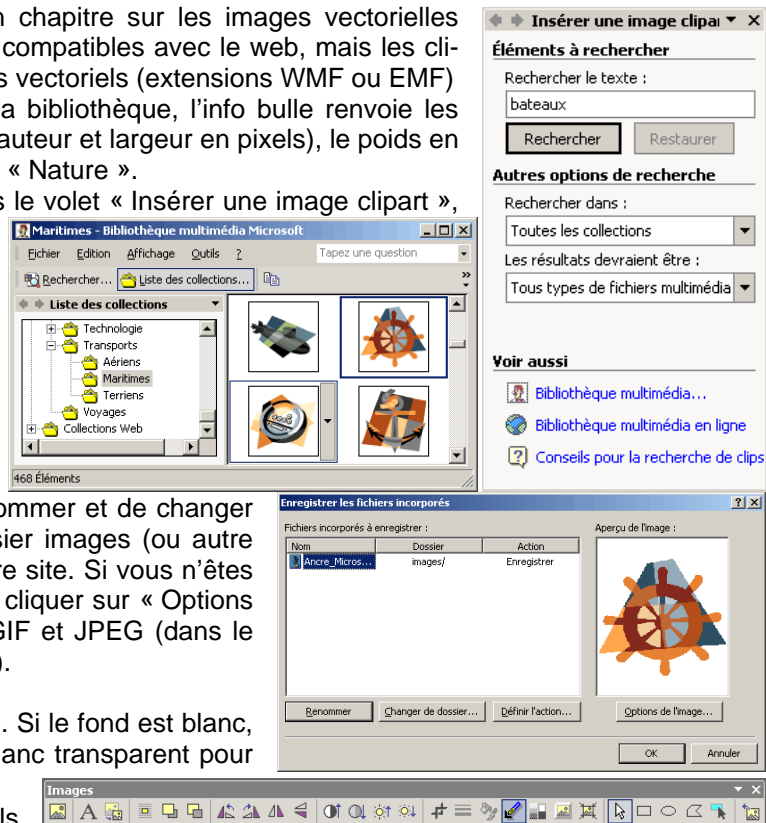 n chapitre sur les images vectorielles
compatibles avec le web, mais les cli-
s vectoriels (extensions WMF ou EMF)
a bibliothèque, l'info bulle renvoie les
auteur et largeur en pixels), le poids en
« Nature ».
s le volet « Insérer une image clipart »,
Insérer une image clipa
Éléments à rechercher
Rechercher le texte :
bateaux
Rechercher Restaurer
Autres options de recherche
Rechercher dans :
Toutes les collections
Les résultats devraient être :
Tous types de fichiers multimédia
Voir aussi
Bibliothèque multimédia...
Bibliothèque multimédia en ligne
Conseils pour la recherche de clips
Maritimes - Bibliothèque multimédia Microsoft
Fichier Edition Affichage Outils ? Tapez une question
Rechercher... Liste des collections...
Liste des collections
Technologie
Transports
Aériens
Maritimes
Terriens
Voyages
Collections Web
468 Éléments
ommer et de changer
sier images (ou autre
re site. Si vous n'êtes
cliquer sur « Options
GIF et JPEG (dans le
).
. Si le fond est blanc,
anc transparent pour
ls
Enregistrer les fichiers incorporés
Fichiers incorporés à enregistrer : Aperçu de l'image :
Nom Dossier Action
Ancre_Micros... images/ Enregistrer
Renommer Changer de dossier... Définir l'action... Options de l'image...
OK Annuler
Images